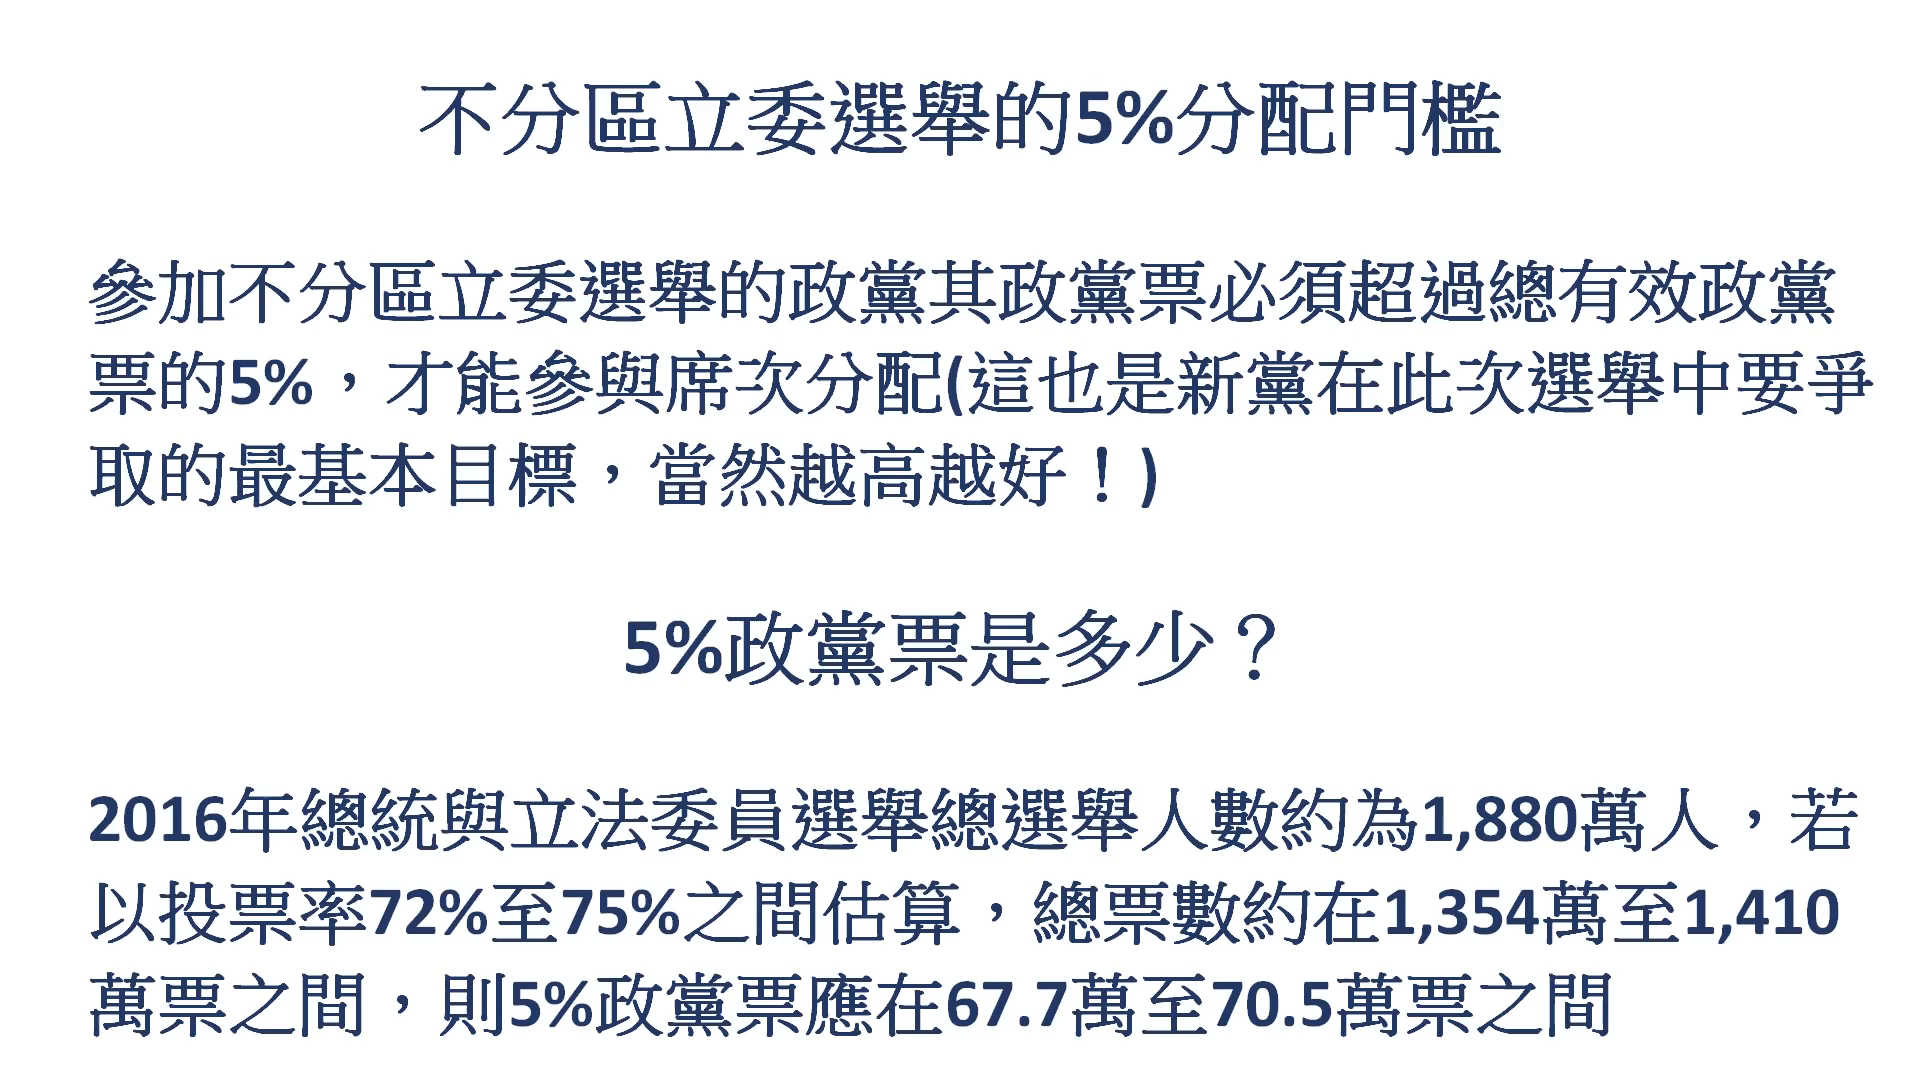 不分區立委選舉的5%分配門檻
參加不分區立委選舉的政黨其政黨票必須超過總有效政黨
票的5%，才能參與席次分配(這也是新黨在此次選舉中要爭
取的最基本目標，當然越高越好！)
5%政黨票是多少？
2016年總統與立法委員選舉總選舉人數約為1,880萬人，若
以投票率72%至75%之間估算，總票數約在1,354萬至1,410
萬票之間，則5%政黨票應在67.7萬至70.5萬票之間